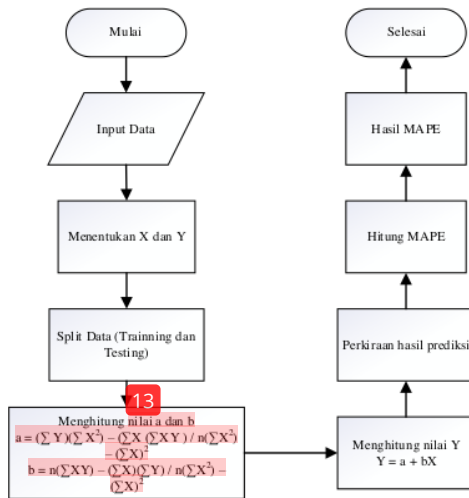 Mulai
Input Data
Menentukan X dan Y
Split Data (Trainning dan
Testing)
13
Menghitung nilai a dan b
a = (∑ Y)(∑ X²) – (∑X (∑XY) / n(∑X²)
– (∑X)²
b = n(∑XY) – (∑X)(∑Y) / n(∑X²) –
(∑X)²
Menghitung nilai Y
Y = a + bX
Perkiraan hasil prediksi
Hitung MAPE
Hasil MAPE
Selesai